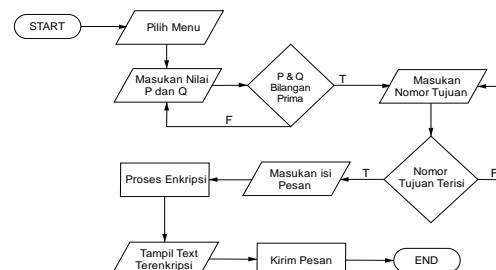 START
Pilih Menu
Masukan Nilai
P dan Q
P & Q
Bilangan
Prima
T
F
Masukan
Nomor Tujuan
Nomor
Tujuan Terisi
T
F
Masukan isi
Pesan
Proses Enkripsi
Tampil Text
Terenkripsi
Kirim Pesan
END